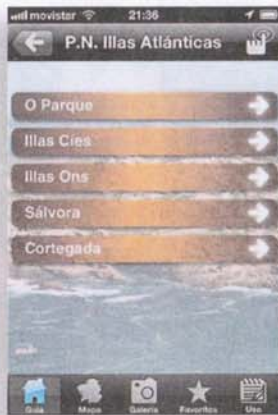 movistar 21:36
P.N. Illas Atlánticas
O Parque
Illas Cíes
Illas Ons
Sálvora
Cortegada
Guía Mapa Galería Favoritos Uso